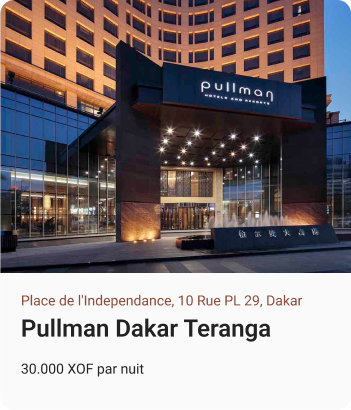 pullman
HOTELS AND RESORTS
Place de l'Independance, 10 Rue PL 29, Dakar
Pullman Dakar Teranga
30.000 XOF par nuit